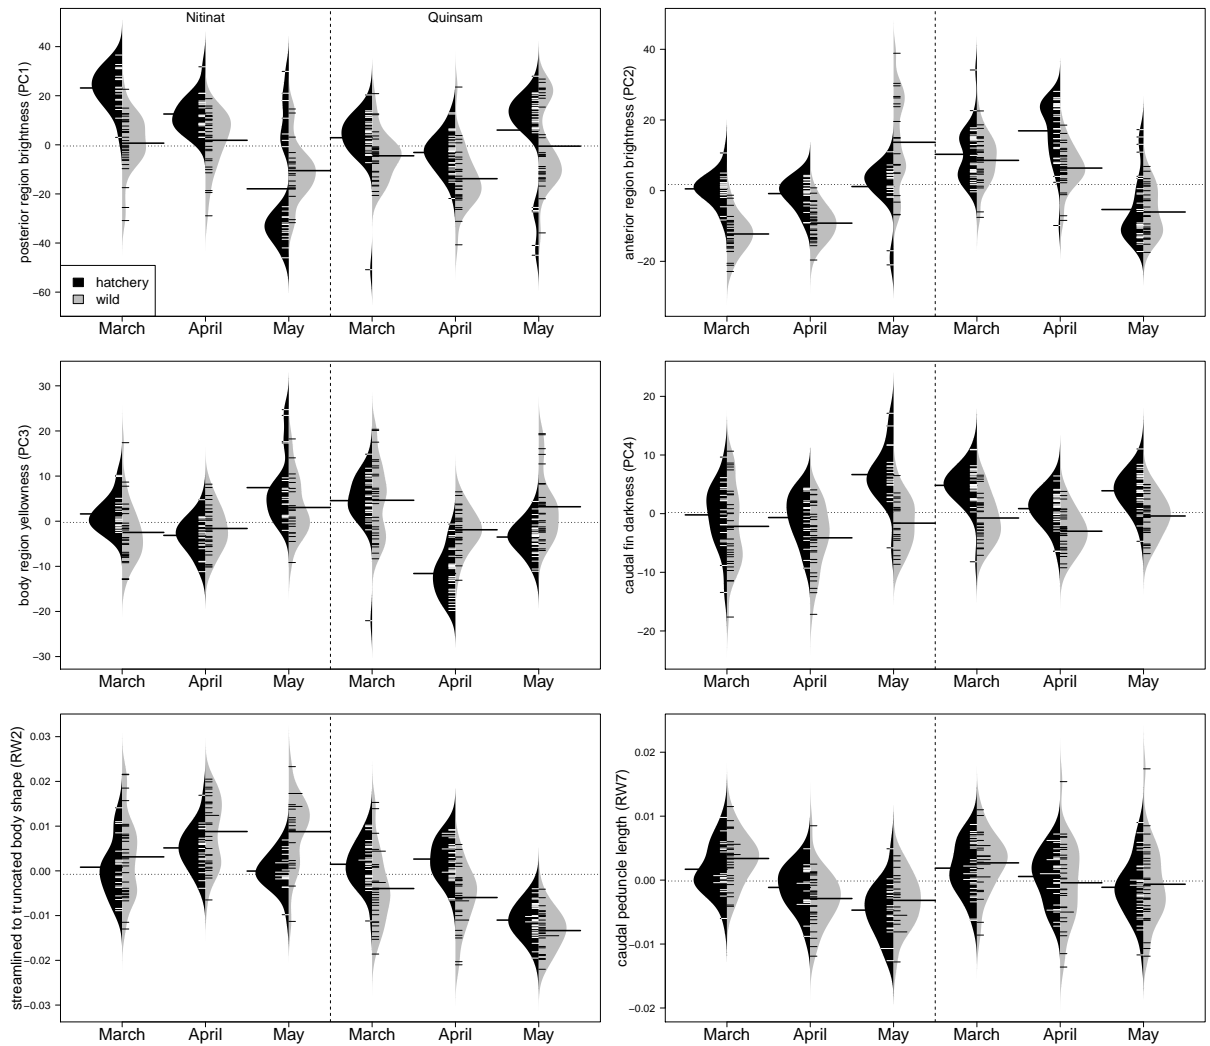 Nitinat Quinsam
posterior region brightness (PC1)
40
20
0
−20
−40
−60
hatchery
wild
March April May March April May
anterior region brightness (PC2)
40
20
0
−20
March April May March April May
body region yellowness (PC3)
30
20
10
0
−10
−20
−30
March April May March April May
caudal fin darkness (PC4)
20
10
0
−10
−20
March April May March April May
streamlined to truncated body shape (RW2)
0.03
0.02
0.01
0.00
−0.01
−0.02
−0.03
March April May March April May
caudal peduncle length (RW7)
0.02
0.01
0.00
−0.01
−0.02
March April May March April May